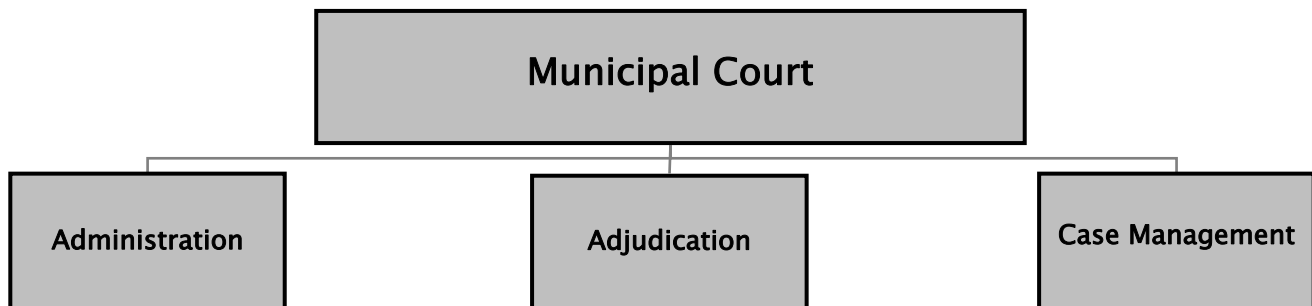 Municipal Court
Administration
Adjudication
Case Management